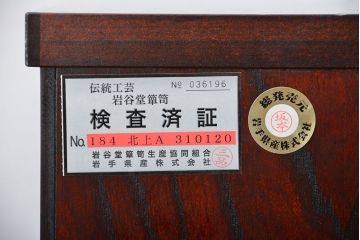 伝統工芸 № 036196
岩谷堂箪笥
検査済証
No. 184 北上A 310120
岩谷堂箪笥生産協同組合
岩手県産株式会社
総発売元
岩手県産株式会社